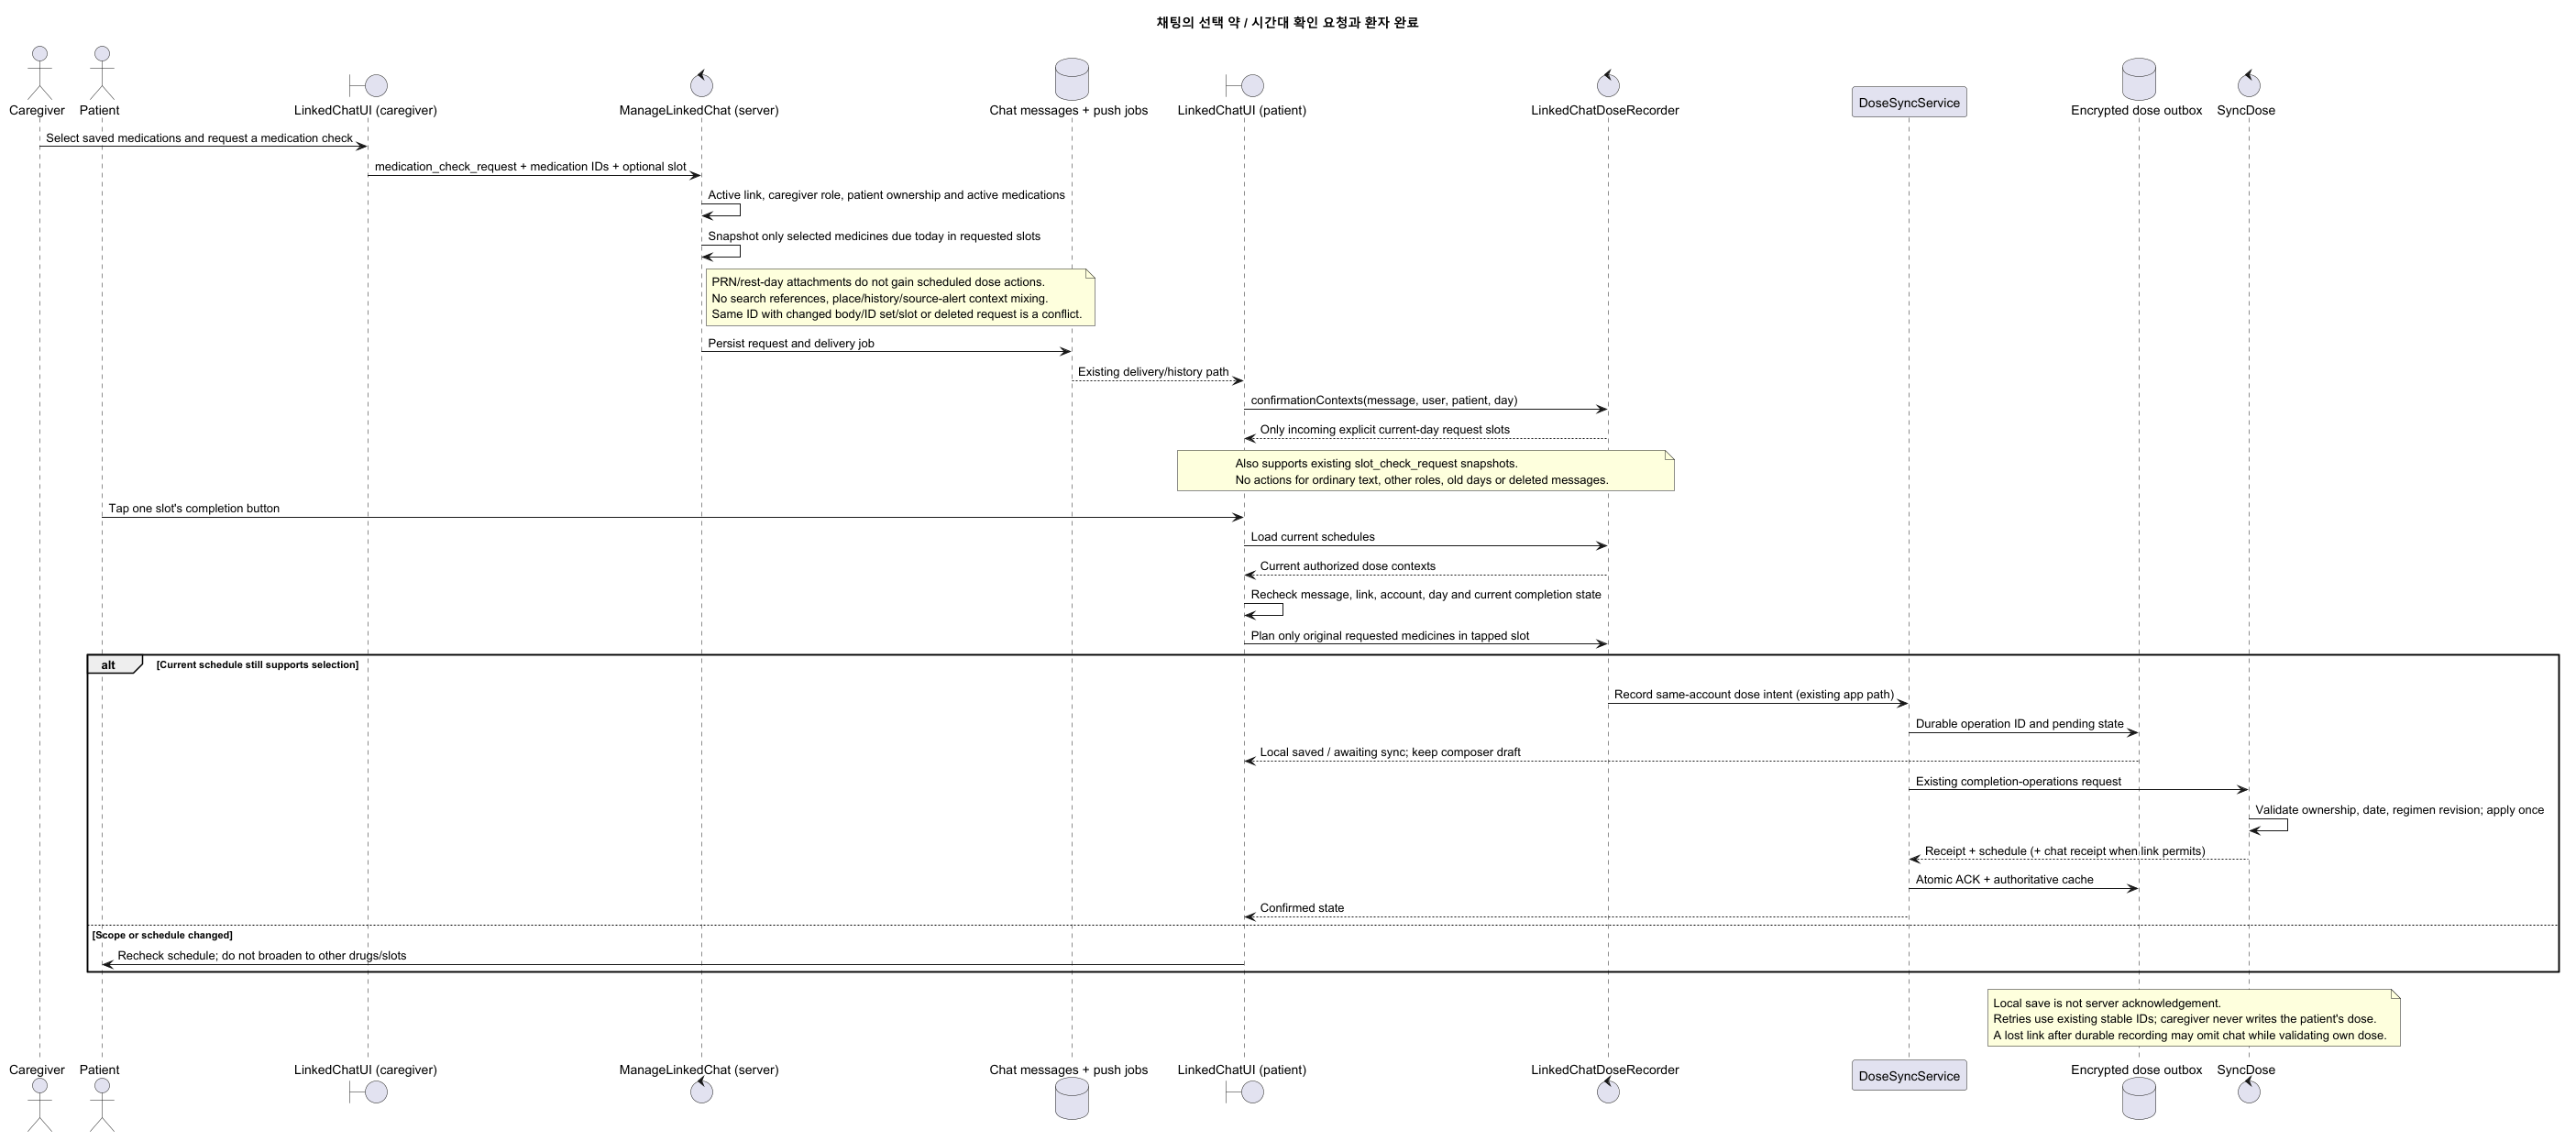 채팅의 선택 약 / 시간대 확인 요청과 환자 완료
Caregiver
Patient
LinkedChatUI (caregiver)
ManageLinkedChat (server)
Chat messages + push jobs
LinkedChatUI (patient)
LinkedChatDoseRecorder
DoseSyncService
Encrypted dose outbox
SyncDose
Select saved medications and request a medication check
medication_check_request + medication IDs + optional slot
Active link, caregiver role, patient ownership and active medications
Snapshot only selected medicines due today in requested slots
PRN/rest-day attachments do not gain scheduled dose actions.
No search references, place/history/source-alert context mixing.
Same ID with changed body/ID set/slot or deleted request is a conflict.
Persist request and delivery job
Existing delivery/history path
confirmationContexts(message, user, patient, day)
Only incoming explicit current-day request slots
Also supports existing slot_check_request snapshots.
No actions for ordinary text, other roles, old days or deleted messages.
Tap one slot's completion button
Load current schedules
Current authorized dose contexts
Recheck message, link, account, day and current completion state
Plan only original requested medicines in tapped slot
alt [Current schedule still supports selection]
Record same-account dose intent (existing app path)
Durable operation ID and pending state
Local saved / awaiting sync; keep composer draft
Existing completion-operations request
Validate ownership, date, regimen revision; apply once
Receipt + schedule (+ chat receipt when link permits)
Atomic ACK + authoritative cache
Confirmed state
[Scope or schedule changed]
Recheck schedule; do not broaden to other drugs/slots
Local save is not server acknowledgement.
Retries use existing stable IDs; caregiver never writes the patient's dose.
A lost link after durable recording may omit chat while validating own dose.
Caregiver
Patient
LinkedChatUI (caregiver)
ManageLinkedChat (server)
Chat messages + push jobs
LinkedChatUI (patient)
LinkedChatDoseRecorder
DoseSyncService
Encrypted dose outbox
SyncDose